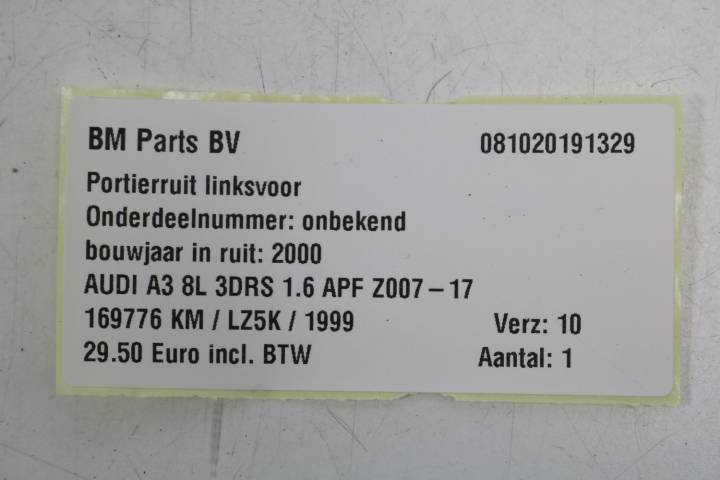 BM Parts BV 081020191329
Portierruit linksvoor
Onderdeelnummer: onbekend
bouwjaar in ruit: 2000
AUDI A3 8L 3DRS 1.6 APF Z007-17
169776 KM / LZ5K / 1999 Verz: 10
29.50 Euro incl. BTW Aantal: 1